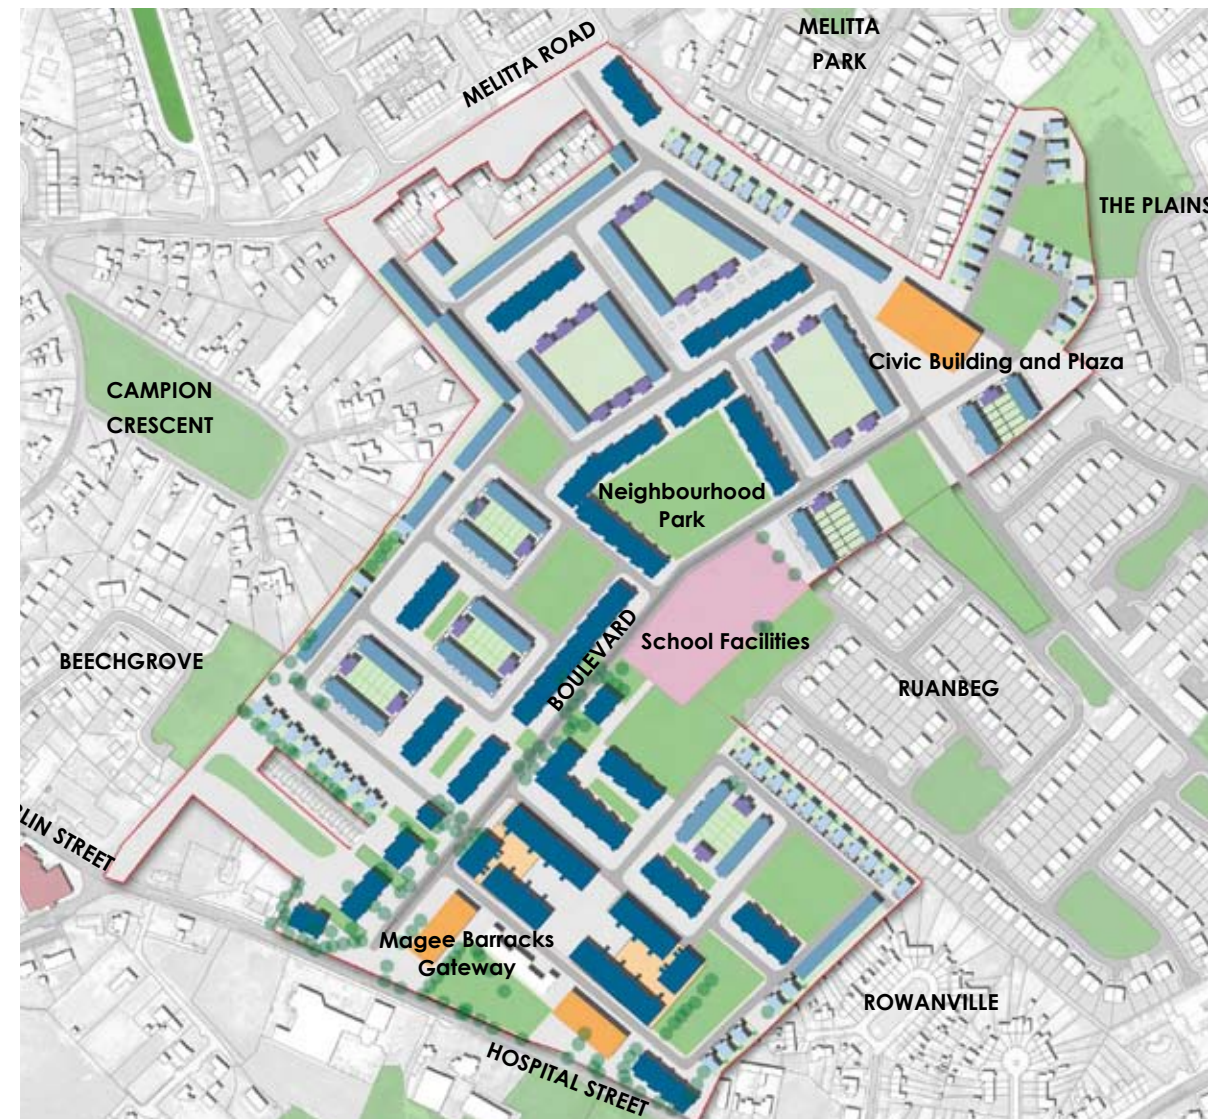 MELITTA
PARK
MELITTA ROAD
THE PLAINS
Civic Building and Plaza
CAMPION
CRESCENT
Neighbourhood
Park
BOULEVARD
School Facilities
BEECHGROVE
RUANBEG
LIN STREET
Magee Barracks
Gateway
ROWANVILLE
HOSPITAL STREET